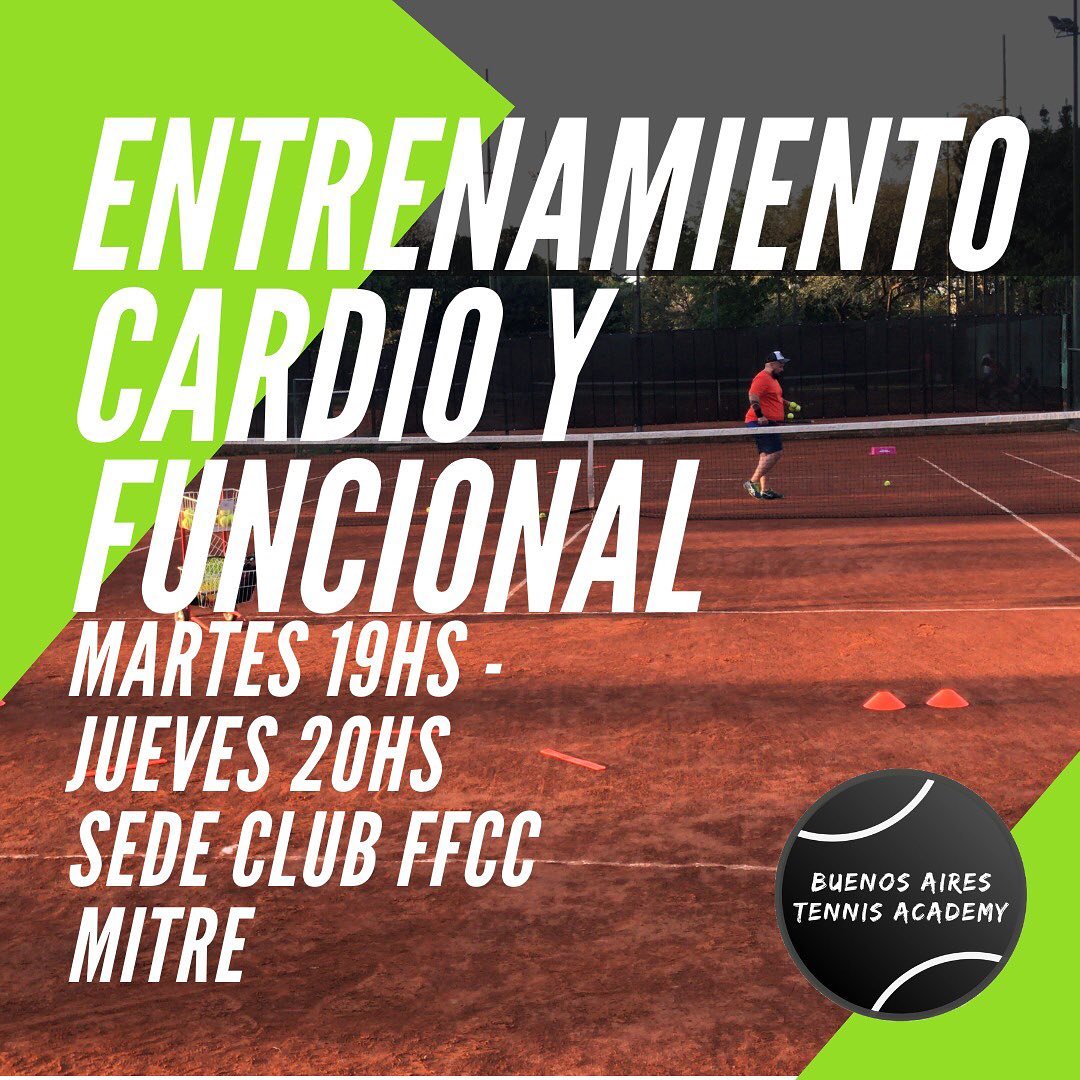 ENTRENAMIENTO
CARDIO Y
FUNCIONAL
MARTES 19HS -
JUEVES 20HS
SEDE CLUB FFCC
MITRE
BUENOS AIRES
TENNIS ACADEMY